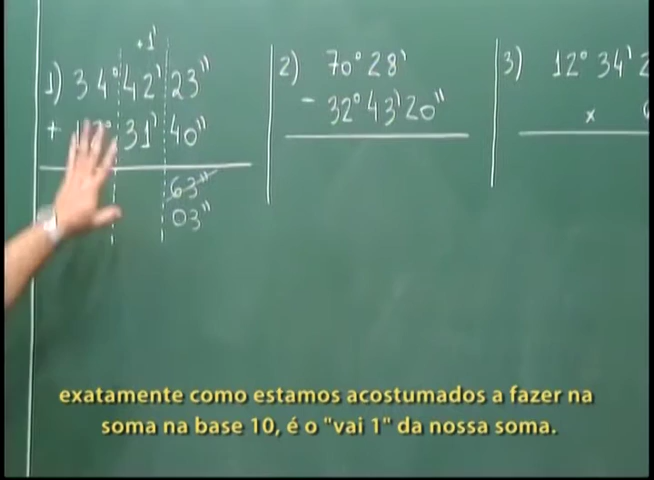 +1'
1) 34° 42' 23"
+ 31' 40"
63"
03"
2) 70° 28'
- 32° 43' 20"
3) 12° 34'
x
exatamente como estamos acostumados a fazer na
soma na base 10, é o "vai 1" da nossa soma.